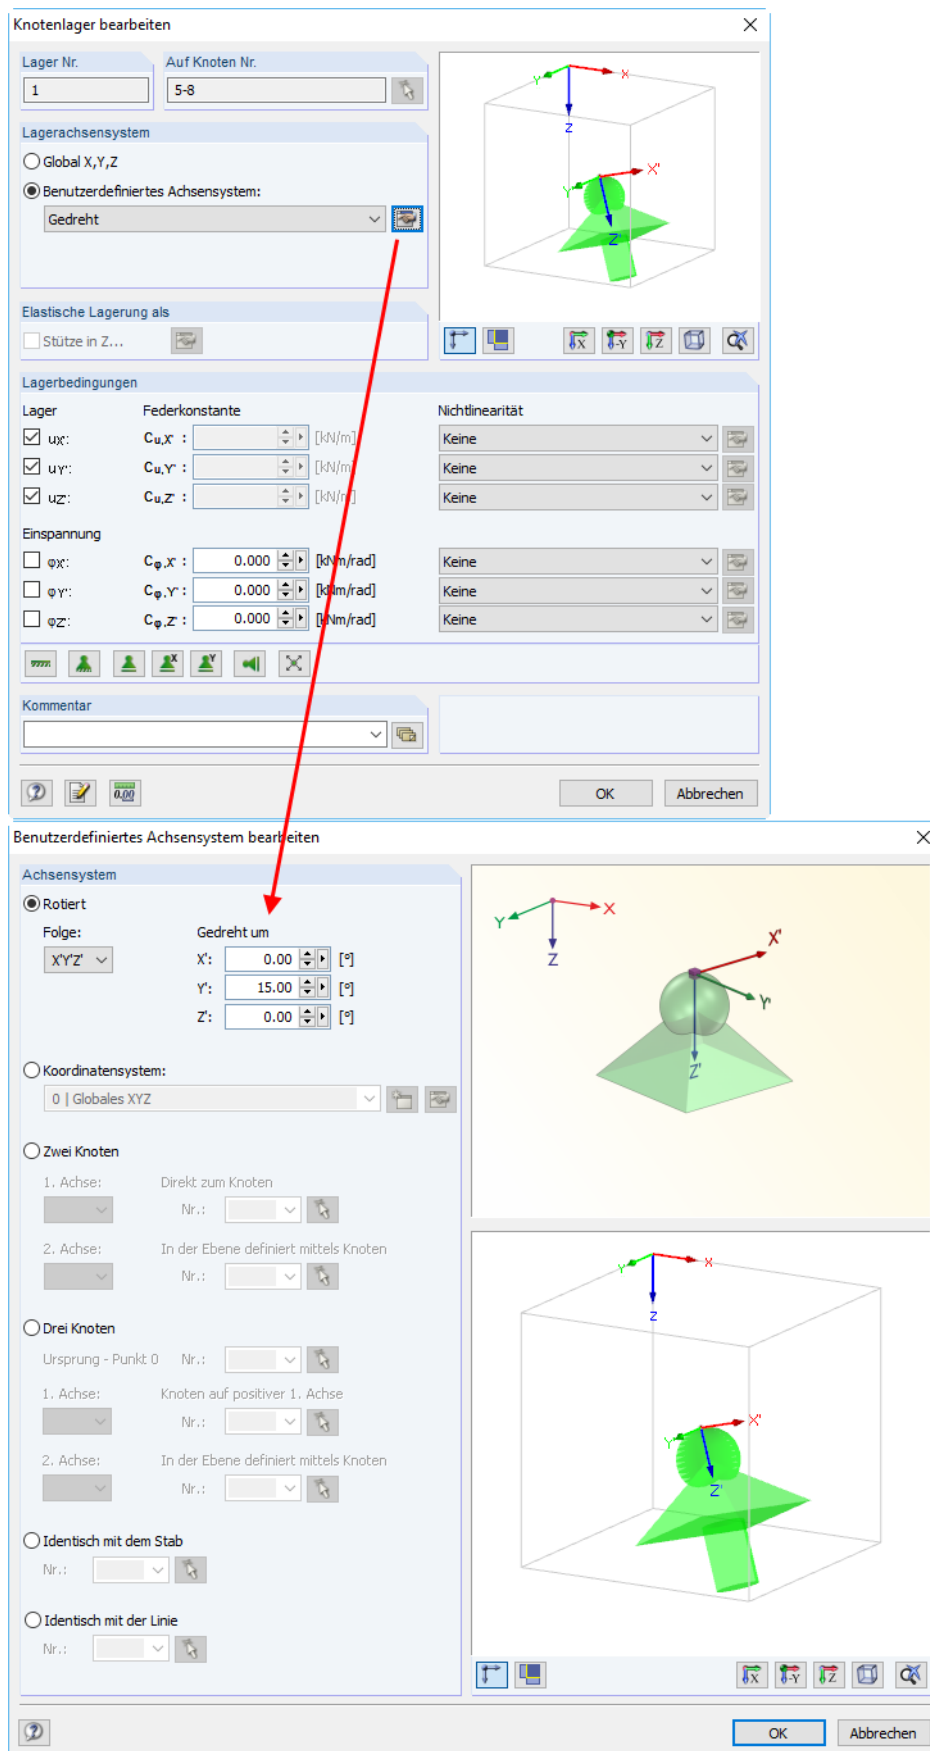 Knotenlager bearbeiten
Lager Nr.
Auf Knoten Nr.
1
5-8
Lagerachsensystem
Global X,Y,Z
Benutzerdefiniertes Achsensystem:
Gedreht
Y
X
Z
X'
Y'
Z'
Elastische Lagerung als
Stütze in Z...
X
-Y
Z
Lagerbedingungen
Lager
Federkonstante
Nichtlinearität
uX': Cu,X' : [kN/m] Keine
uY': Cu,Y' : [kN/m] Keine
uZ': Cu,Z' : [kN/m] Keine
Einspannung
φX': Cφ,X' : 0.000 [kNm/rad] Keine
φY': Cφ,Y' : 0.000 [kNm/rad] Keine
φZ': Cφ,Z' : 0.000 [kNm/rad] Keine
X
Y
Kommentar
0.00
OK
Abbrechen
Benutzerdefiniertes Achsensystem bearbeiten
Achsensystem
Rotiert
Folge:
Gedreht um
X'Y'Z'
X': 0.00 [°]
Y': 15.00 [°]
Z': 0.00 [°]
Y
X
Z
X'
Y'
Z'
Koordinatensystem:
0 | Globales XYZ
Zwei Knoten
1. Achse: Direkt zum Knoten
Nr.:
2. Achse: In der Ebene definiert mittels Knoten
Nr.:
Drei Knoten
Ursprung - Punkt 0 Nr.:
1. Achse: Knoten auf positiver 1. Achse
Nr.:
2. Achse: In der Ebene definiert mittels Knoten
Nr.:
Y
X
Z
X'
Y'
Z'
Identisch mit dem Stab
Nr.:
Identisch mit der Linie
Nr.:
X
-Y
Z
OK
Abbrechen